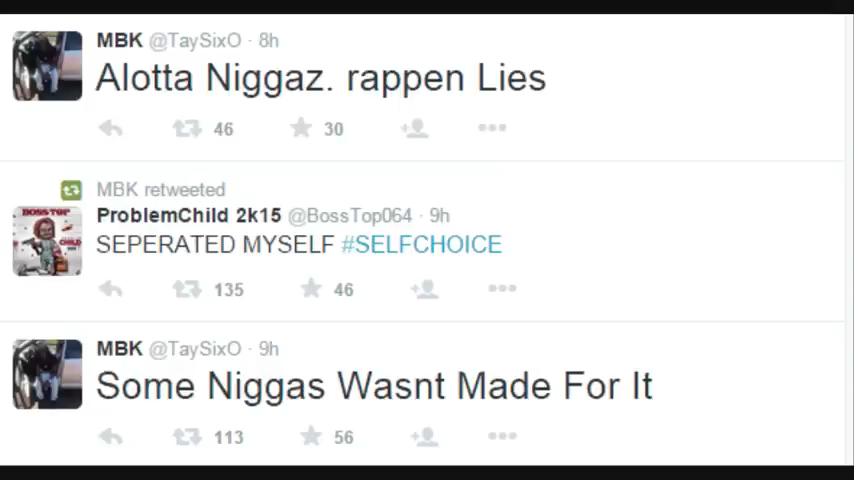 MBK @TaySixO · 8h
Alotta Niggaz. rappen Lies
46 30
MBK retweeted
ProblemChild 2k15 @BossTop064 · 9h
SEPERATED MYSELF #SELFCHOICE
135 46
MBK @TaySixO · 9h
Some Niggas Wasnt Made For It
113 56